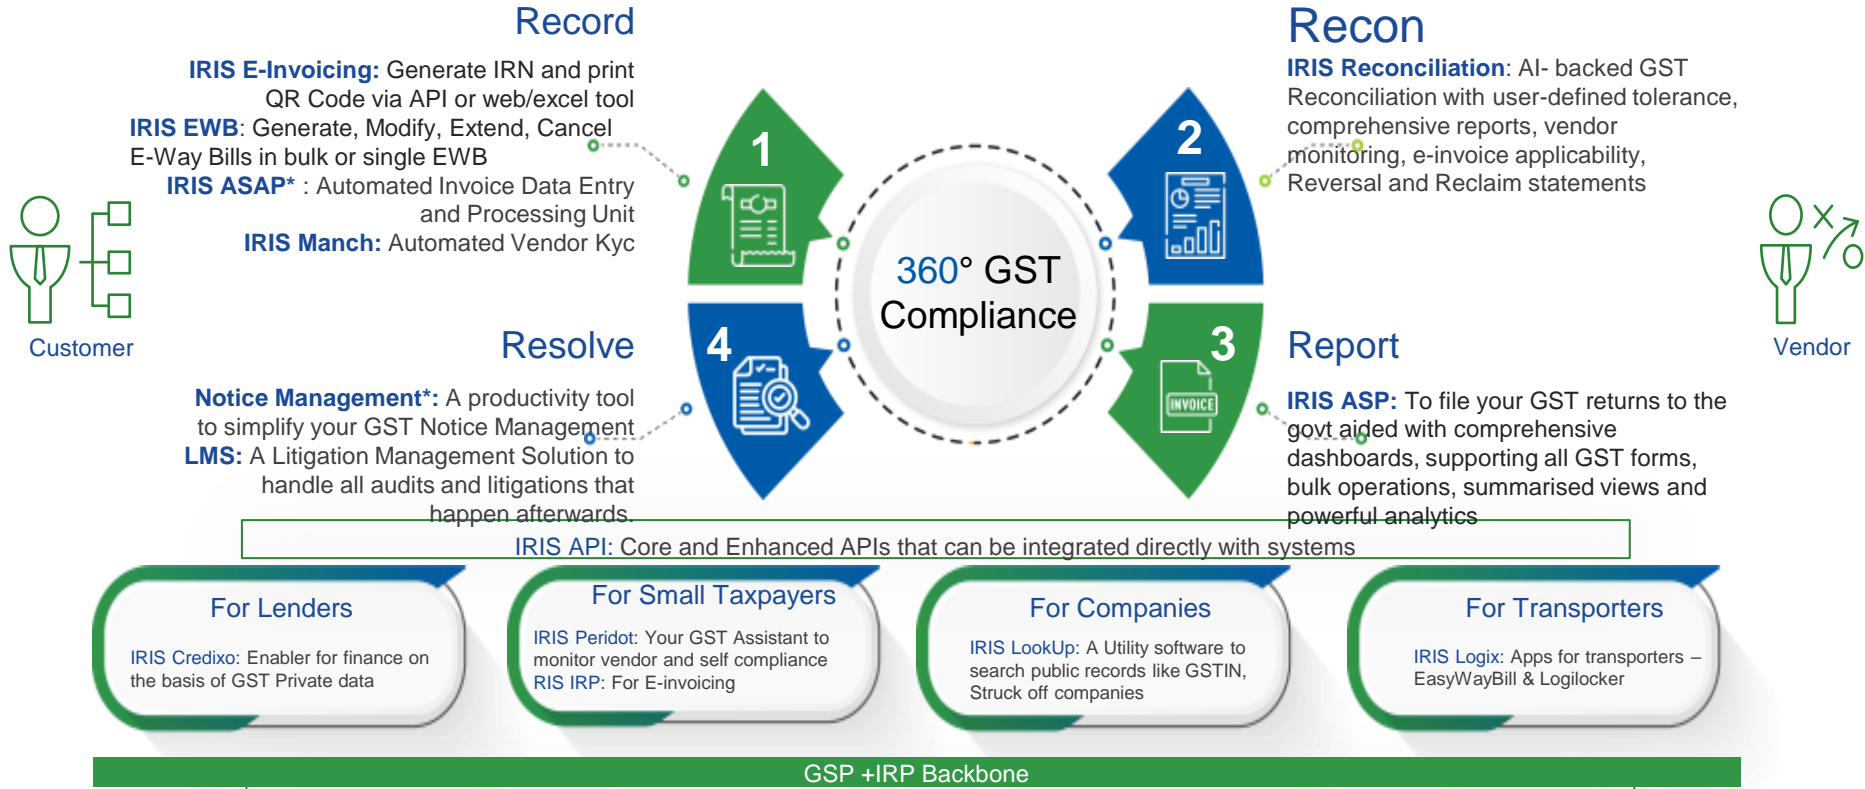 Record
IRIS E-Invoicing: Generate IRN and print
QR Code via API or web/excel tool
IRIS EWB: Generate, Modify, Extend, Cancel
E-Way Bills in bulk or single EWB
IRIS ASAP* : Automated Invoice Data Entry
and Processing Unit
IRIS Manch: Automated Vendor Kyc
Customer
1
2
360° GST
Compliance
4
3
INVOICE
Recon
IRIS Reconciliation: AI- backed GST
Reconciliation with user-defined tolerance,
comprehensive reports, vendor
monitoring, e-invoice applicability,
Reversal and Reclaim statements
Vendor
Resolve
Notice Management*: A productivity tool
to simplify your GST Notice Management
LMS: A Litigation Management Solution to
handle all audits and litigations that
happen afterwards.
Report
IRIS ASP: To file your GST returns to the
govt aided with comprehensive
dashboards, supporting all GST forms,
bulk operations, summarised views and
powerful analytics
IRIS API: Core and Enhanced APIs that can be integrated directly with systems
For Lenders
IRIS Credixo: Enabler for finance on
the basis of GST Private data
For Small Taxpayers
IRIS Peridot: Your GST Assistant to
monitor vendor and self compliance
RIS IRP: For E-invoicing
For Companies
IRIS LookUp: A Utility software to
search public records like GSTIN,
Struck off companies
For Transporters
IRIS Logix: Apps for transporters –
EasyWayBill & Logilocker
GSP +IRP Backbone